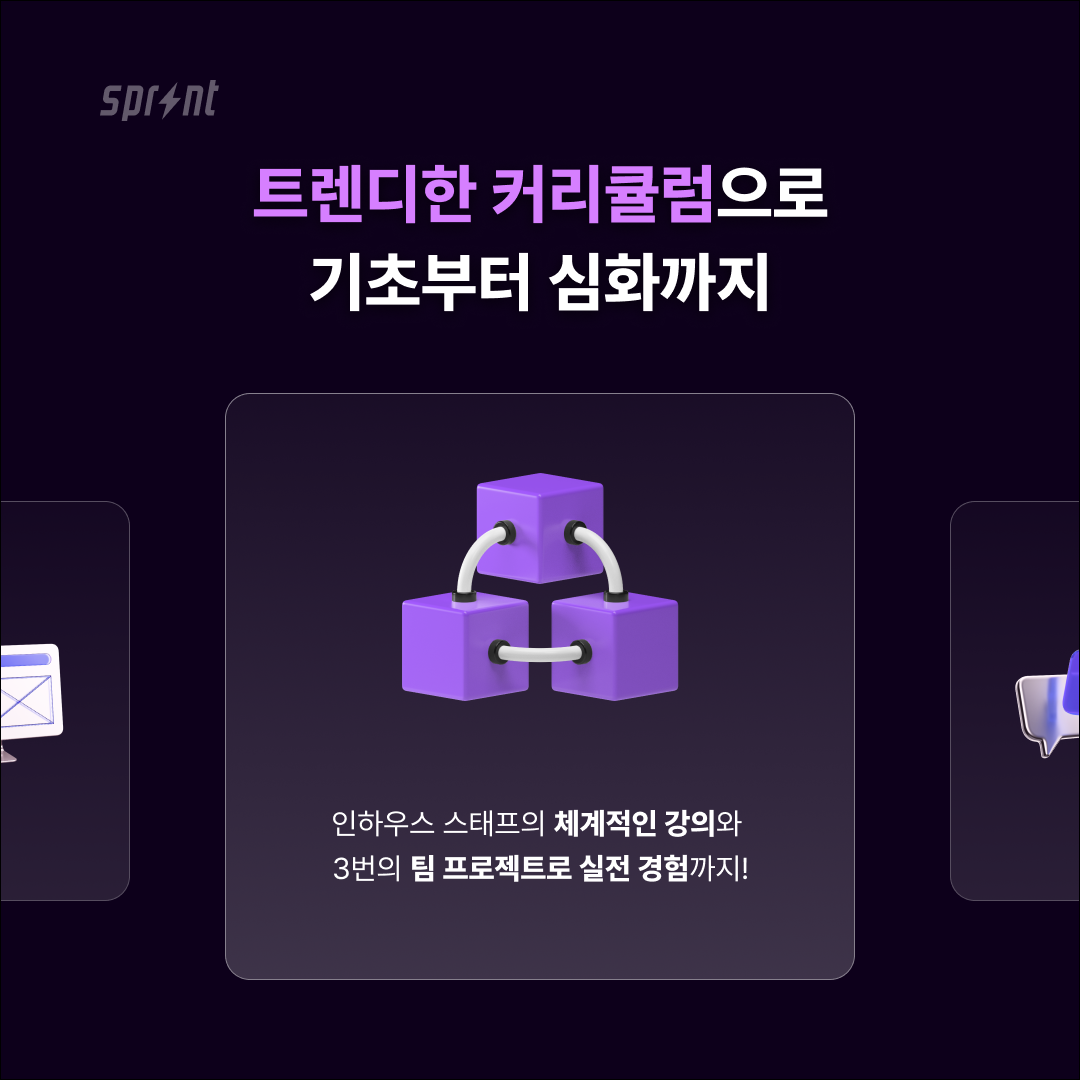 sprint
트렌디한 커리큘럼으로
기초부터 심화까지
인하우스 스태프의 체계적인 강의와
3번의 팀 프로젝트로 실전 경험까지!